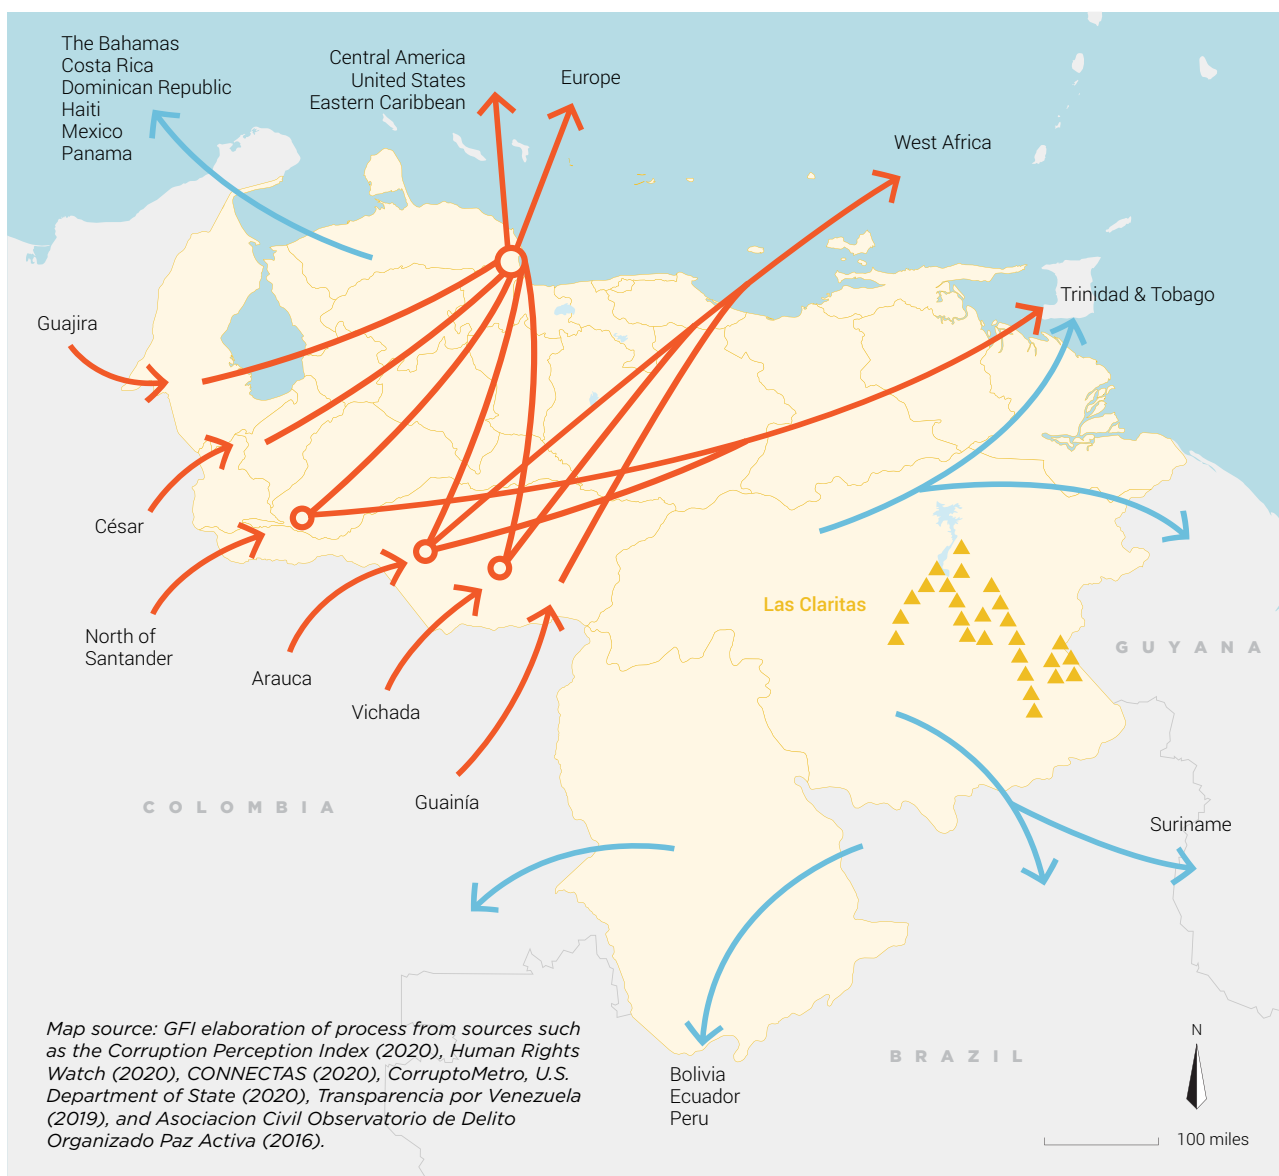 The Bahamas
Costa Rica
Dominican Republic
Haiti
Mexico
Panama
Central America
United States
Eastern Caribbean
Europe
West Africa
Trinidad & Tobago
Guajira
César
North of
Santander
Arauca
Vichada
Guainía
Las Claritas
GUYANA
COLOMBIA
Suriname
BRAZIL
Bolivia
Ecuador
Peru
Map source: GFI elaboration of process from sources such
as the Corruption Perception Index (2020), Human Rights
Watch (2020), CONNECTAS (2020), CorruptoMetro, U.S.
Department of State (2020), Transparencia por Venezuela
(2019), and Asociacion Civil Observatorio de Delito
Organizado Paz Activa (2016).
N
100 miles